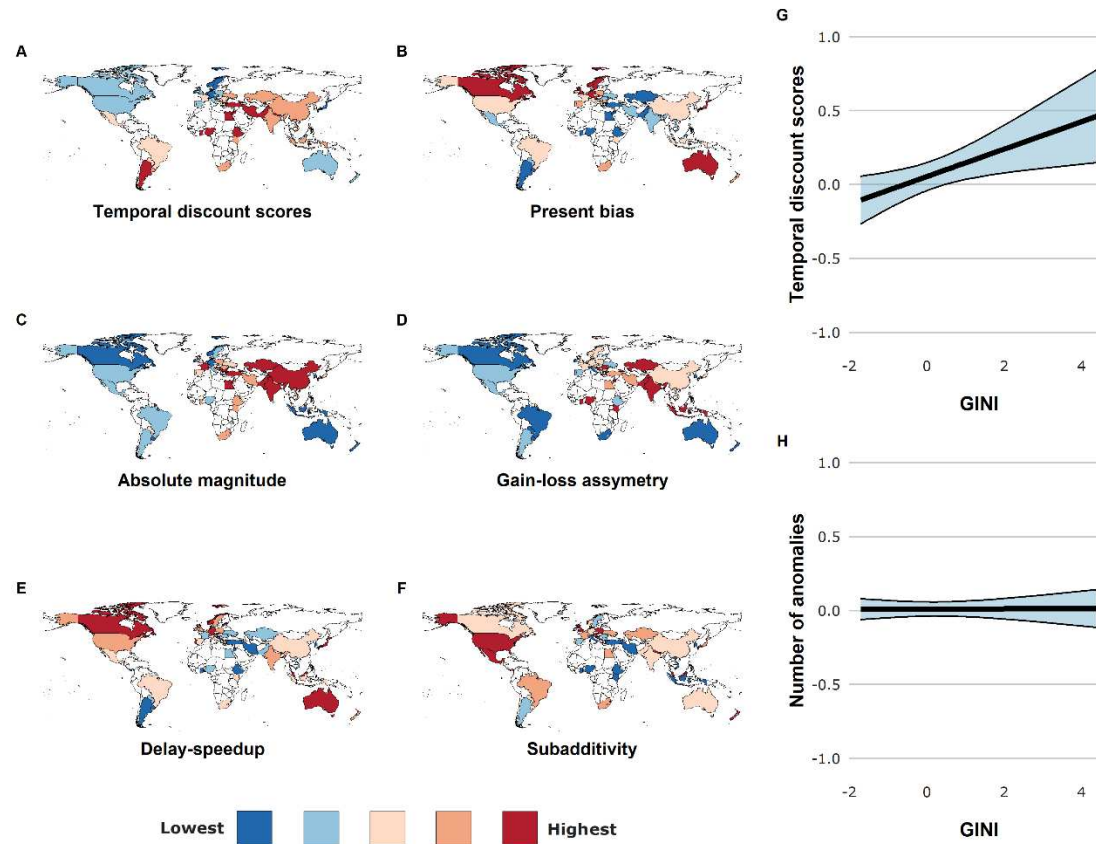 A
Temporal discount scores
B
Present bias
C
Absolute magnitude
D
Gain-loss assymetry
E
Delay-speedup
F
Subadditivity
Lowest
Highest
G
Temporal discount scores
1.0
0.5
0.0
-0.5
-1.0
-2
0
2
4
GINI
H
Number of anomalies
1.0
0.5
0.0
-0.5
-1.0
-2
0
2
4
GINI